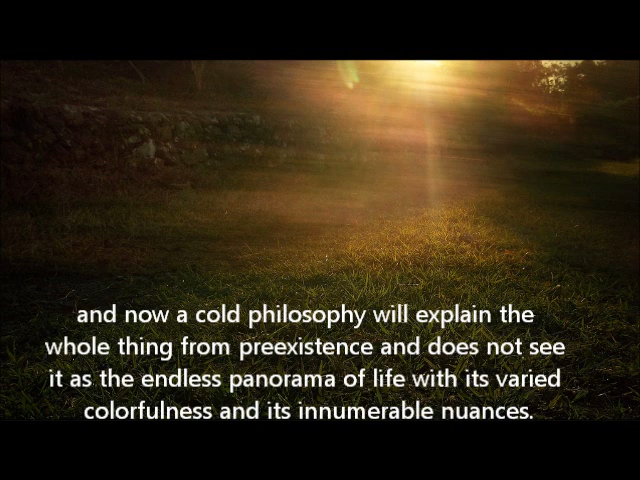 and now a cold philosophy will explain the
whole thing from preexistence and does not see
it as the endless panorama of life with its varied
colorfulness and its innumerable nuances.